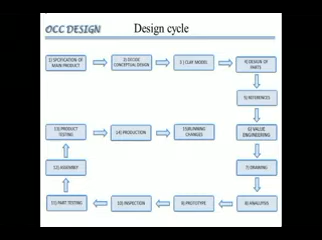 OCC DESIGN
Design cycle
1) SPCIFICATION OF
MAIN PRODUCT
2) DECIDE
CONCEPTUAL DESIGN
3 ) CLAY MODEL
4) DESIGN OF
PARTS
5) REFERENCES
6) VALUE
ENGINEERING
7) DRAWING
8) ANALYSIS
9) PROTOTYPE
10) INSPECTION
11) PART TESTING
12) ASSEMBLY
13) PRODUCT
TESTING
14) PRODUCTION
15) RUNNING
CHANGES